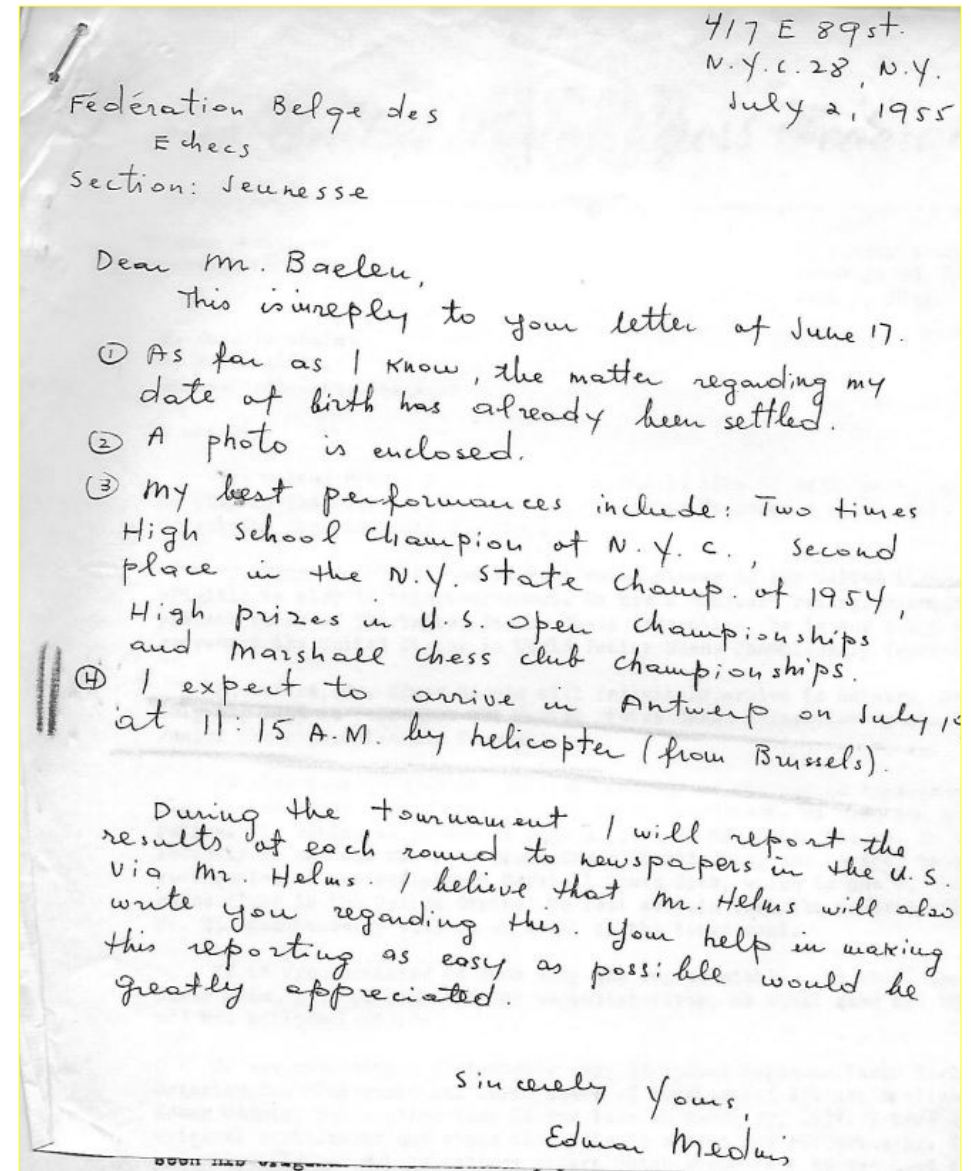 417 E 89 st.
N.Y.C. 28, N.Y.
July 2, 1955
Fédération Belge des
Echecs
Section: Jeunesse
Dear Mr. Baelen,
This is in reply to your letter of June 17.
① As far as I know, the matter regarding my
date of birth has already been settled.
② A photo is enclosed.
③ My best performances include: Two times
High School Champion of N.Y.C., Second
place in the N.Y. State Champ. of 1954,
High prizes in U.S. Open Championships
and Marshall Chess Club Championships.
④ I expect to arrive in Antwerp on July
at 11:15 A.M. by helicopter (from Brussels).
During the tournament I will report the
results of each round to newspapers in the U.S.
via Mr. Helms. I believe that Mr. Helms will also
write you regarding this. Your help in making
this reporting as easy as possible would be
greatly appreciated.
Sincerely Your,
Edmar Mednis